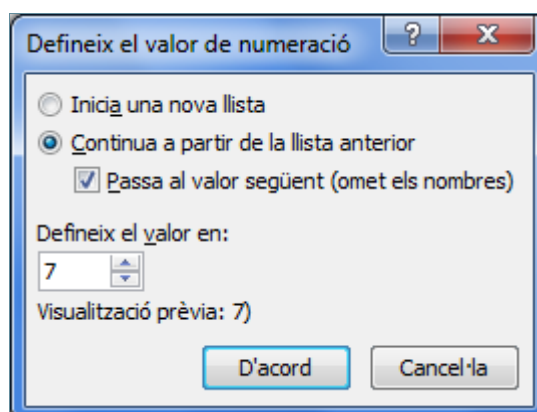 Defineix el valor de numeració
Inicia una nova llista
Continua a partir de la llista anterior
Passa al valor següent (omet els nombres)
Defineix el valor en:
7
Visualització prèvia: 7)
D'acord
Cancel·la